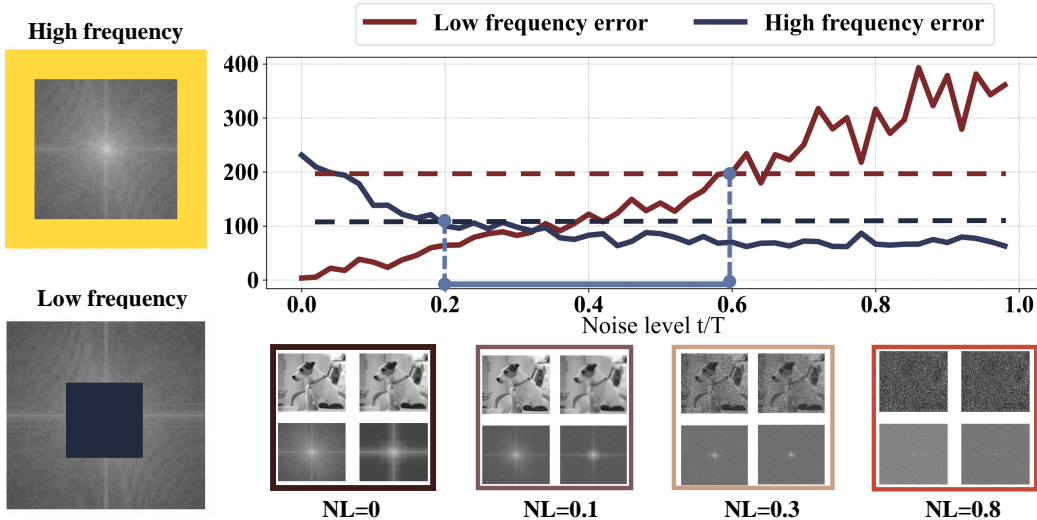 High frequency
Low frequency error
High frequency error
400
300
200
100
0
0.0
0.2
0.4
0.6
0.8
1.0
Noise level t/T
Low frequency
NL=0
NL=0.1
NL=0.3
NL=0.8